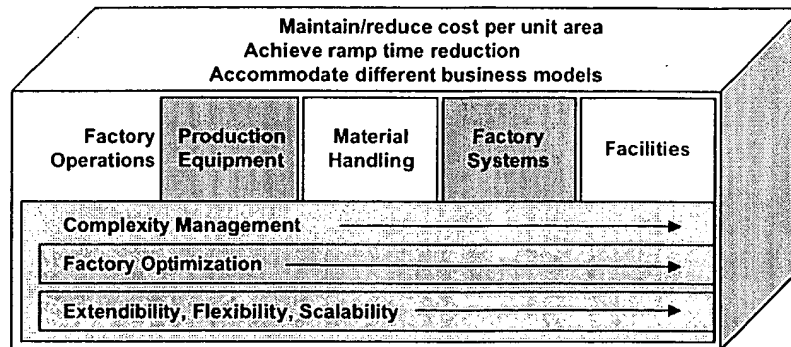 Maintain/reduce cost per unit area
Achieve ramp time reduction
Accommodate different business models
Factory
Operations
Production
Equipment
Material
Handling
Factory
Systems
Facilities
Complexity Management
Factory Optimization
Extendibility, Flexibility, Scalability